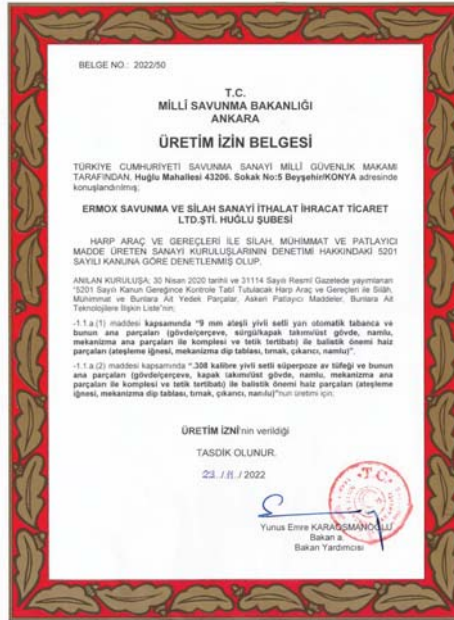 BELGE NO.: 2022/50
T.C.
MİLLÎ SAVUNMA BAKANLIĞI
ANKARA
ÜRETİM İZİN BELGESİ
TÜRKİYE CUMHURİYETİ SAVUNMA SANAYİ MİLLÎ GÜVENLİK MAKAMI
TARAFINDAN, Huğlu Mahallesi 43206. Sokak No:5 Beyşehir/KONYA adresinde
konuşlandırılmış;
ERMOX SAVUNMA VE SİLAH SANAYİ İTHALAT İHRACAT TİCARET
LTD.ŞTİ. HUĞLU ŞUBESİ
HARP ARAÇ VE GEREÇLERİ İLE SİLAH, MÜHİMMAT VE PATLAYICI
MADDE ÜRETEN SANAYİ KURULUŞLARININ DENETİMİ HAKKINDAKİ 5201
SAYILI KANUNA GÖRE DENETLENMİŞ OLUP,
ANILAN KURULUŞA; 30 Nisan 2020 tarihli ve 31114 Sayılı Resmî Gazetede yayımlanan
"5201 Sayılı Kanun Gereğince Kontrole Tabi Tutulacak Harp Araç ve Gereçleri ile Silâh,
Mühimmat ve Bunlara Ait Yedek Parçalar, Askeri Patlayıcı Maddeler, Bunlara Ait
Teknolojilere İlişkin Liste"nin;
-1.1.a.(1) maddesi kapsamında "9 mm ateşli yivli setli yarı otomatik tabanca ve
bunun ana parçaları (gövde/çerçeve, sürgü/kapak takımı/üst gövde, namlu,
mekanizma ana parçaları ile komplesi ve tetik tertibatı) ile balistik önemi haiz
parçaları (ateşleme iğnesi, mekanizma dip tablası, tırnak, çıkarıcı, namlu)",
-1.1.a.(2) maddesi kapsamında ".308 kalibre yivli setli süperpoze av tüfeği ve bunun
ana parçaları (gövde/çerçeve, kapak takımı/üst gövde, namlu, mekanizma ana
parçaları ile komplesi ve tetik tertibatı) ile balistik önemi haiz parçaları (ateşleme
iğnesi, mekanizma dip tablası, tırnak, çıkarıcı, namlu)"nun üretimi için,
ÜRETİM İZNİ'nin verildiği
TASDİK OLUNUR.
23 / 11 / 2022
T.C.
Yunus Emre KARAOSMANOĞLU
Bakan a.
Bakan Yardımcısı